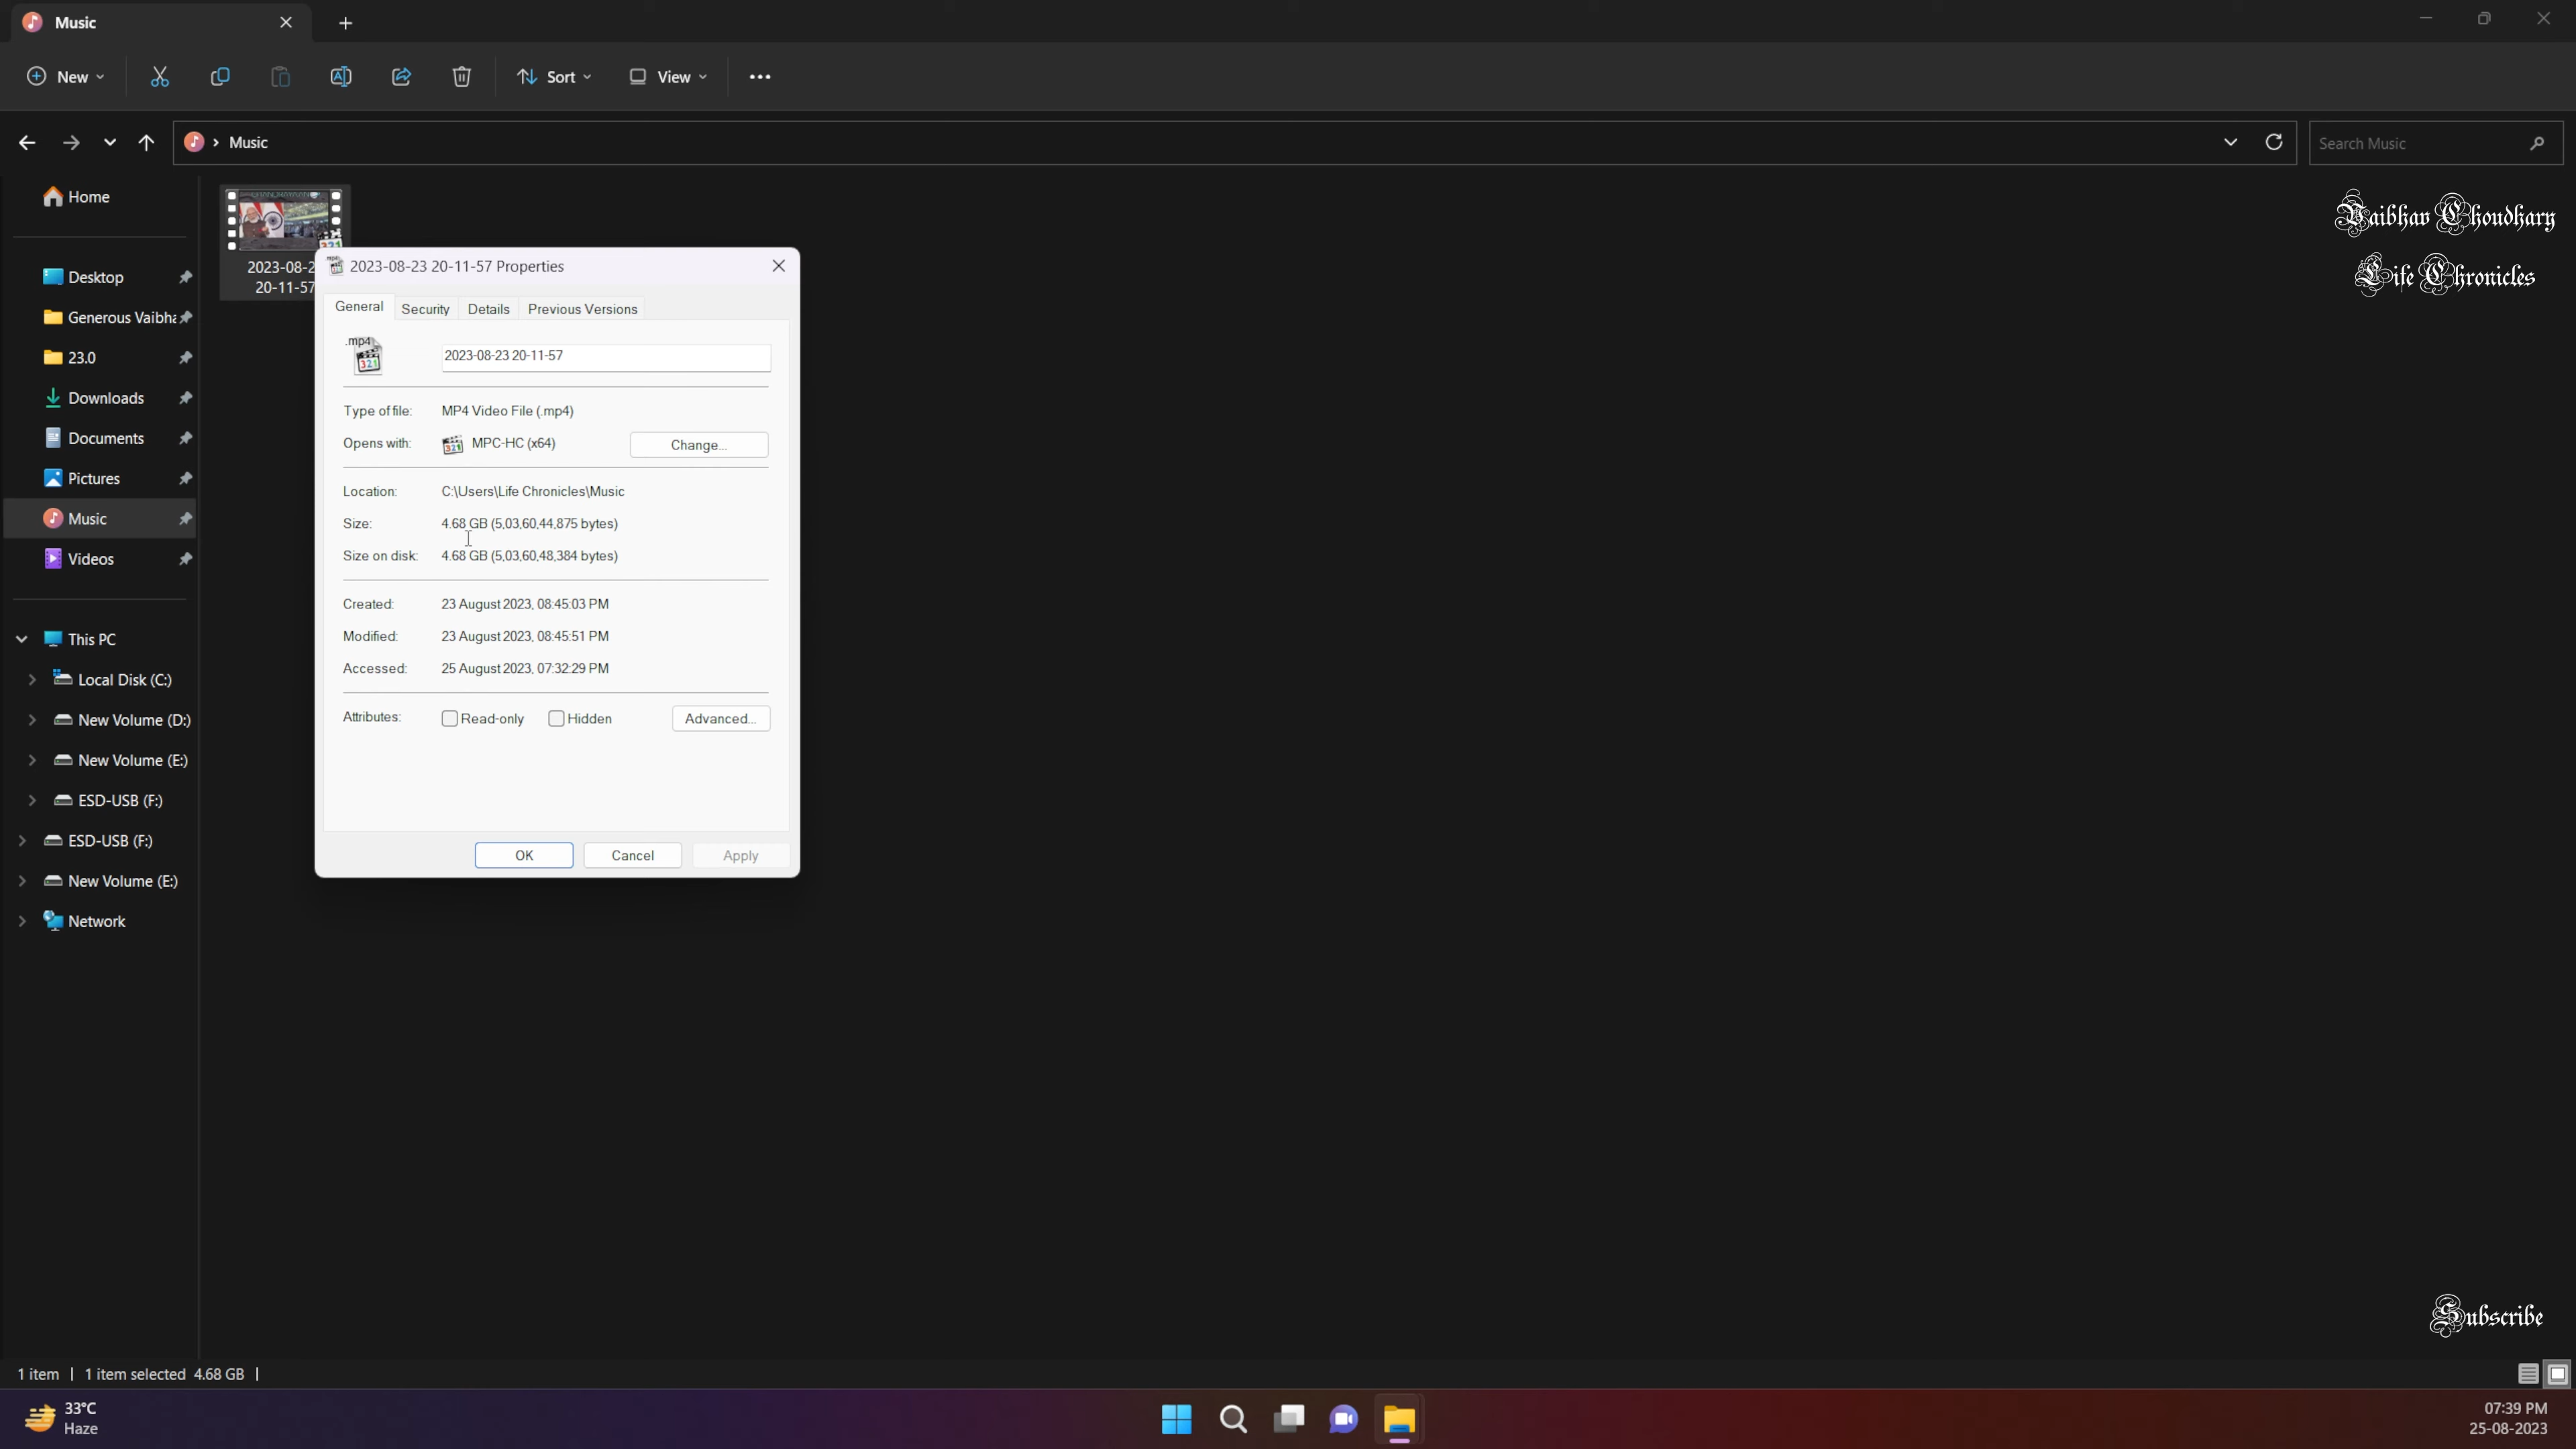 Music
New
Sort
View
Music
Search Music
Home
Desktop
Generous Vaibha
23.0
Downloads
Documents
Pictures
Music
Videos
This PC
Local Disk (C:)
New Volume (D:)
New Volume (E:)
ESD-USB (F:)
ESD-USB (F:)
New Volume (E:)
Network
Vaibhav Choudhary
Life Chronicles
2023-08-2
20-11-57
2023-08-23 20-11-57 Properties
General Security Details Previous Versions
.mp4
321
2023-08-23 20-11-57
Type of file: MP4 Video File (.mp4)
Opens with: MPC-HC (x64) Change...
Location: C:\Users\Life Chronicles\Music
Size: 4.68 GB (5,03,60,44,875 bytes)
Size on disk: 4.68 GB (5,03,60,48,384 bytes)
Created: 23 August 2023, 08:45:03 PM
Modified: 23 August 2023, 08:45:51 PM
Accessed: 25 August 2023, 07:32:29 PM
Attributes: Read-only Hidden Advanced...
OK Cancel Apply
Subscribe
1 item | 1 item selected 4.68 GB |
33°C
Haze
07:39 PM
25-08-2023